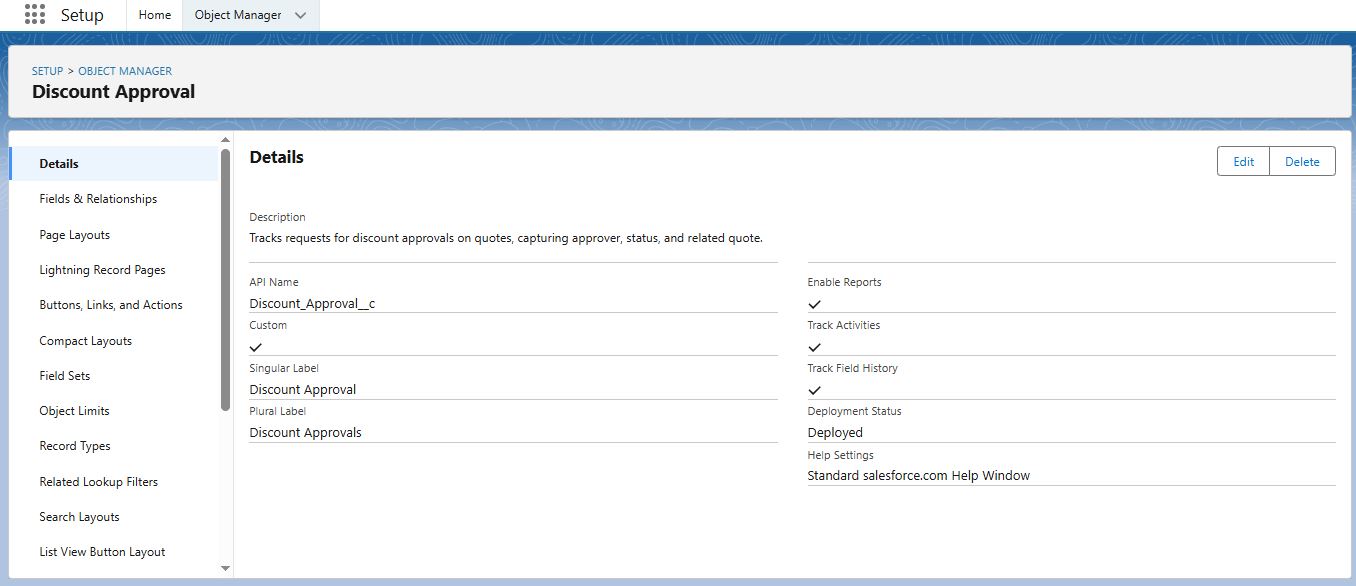 Setup Home Object Manager
SETUP > OBJECT MANAGER
Discount Approval
Details
Fields & Relationships
Page Layouts
Lightning Record Pages
Buttons, Links, and Actions
Compact Layouts
Field Sets
Object Limits
Record Types
Related Lookup Filters
Search Layouts
List View Button Layout
Details
Edit Delete
Description
Tracks requests for discount approvals on quotes, capturing approver, status, and related quote.
API Name
Discount_Approval__c
Custom
Singular Label
Discount Approval
Plural Label
Discount Approvals
Enable Reports
Track Activities
Track Field History
Deployment Status
Deployed
Help Settings
Standard salesforce.com Help Window